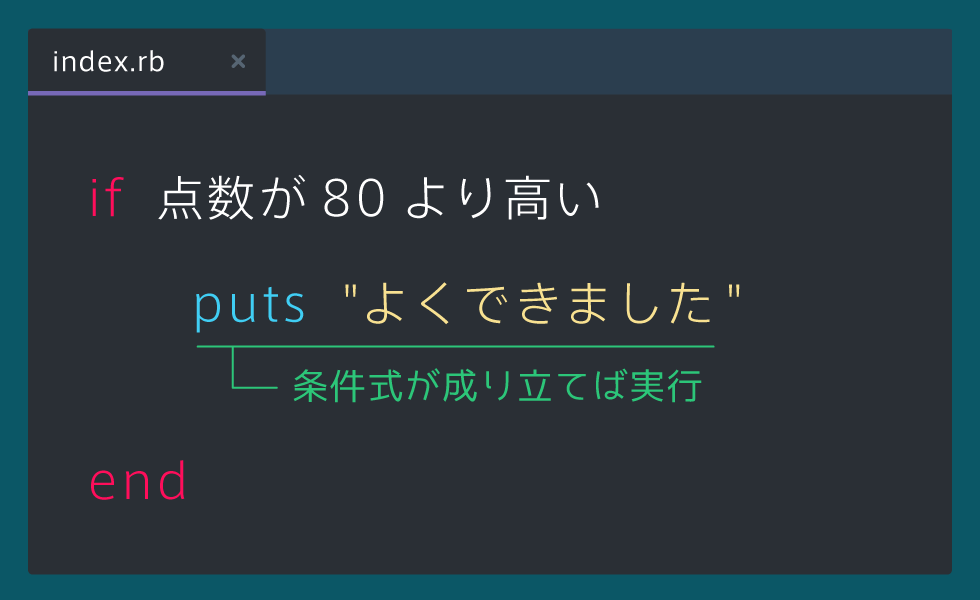 index.rb ×
if 点数が 80 より高い
puts "よくできました"
条件式が成り立てば実行
end